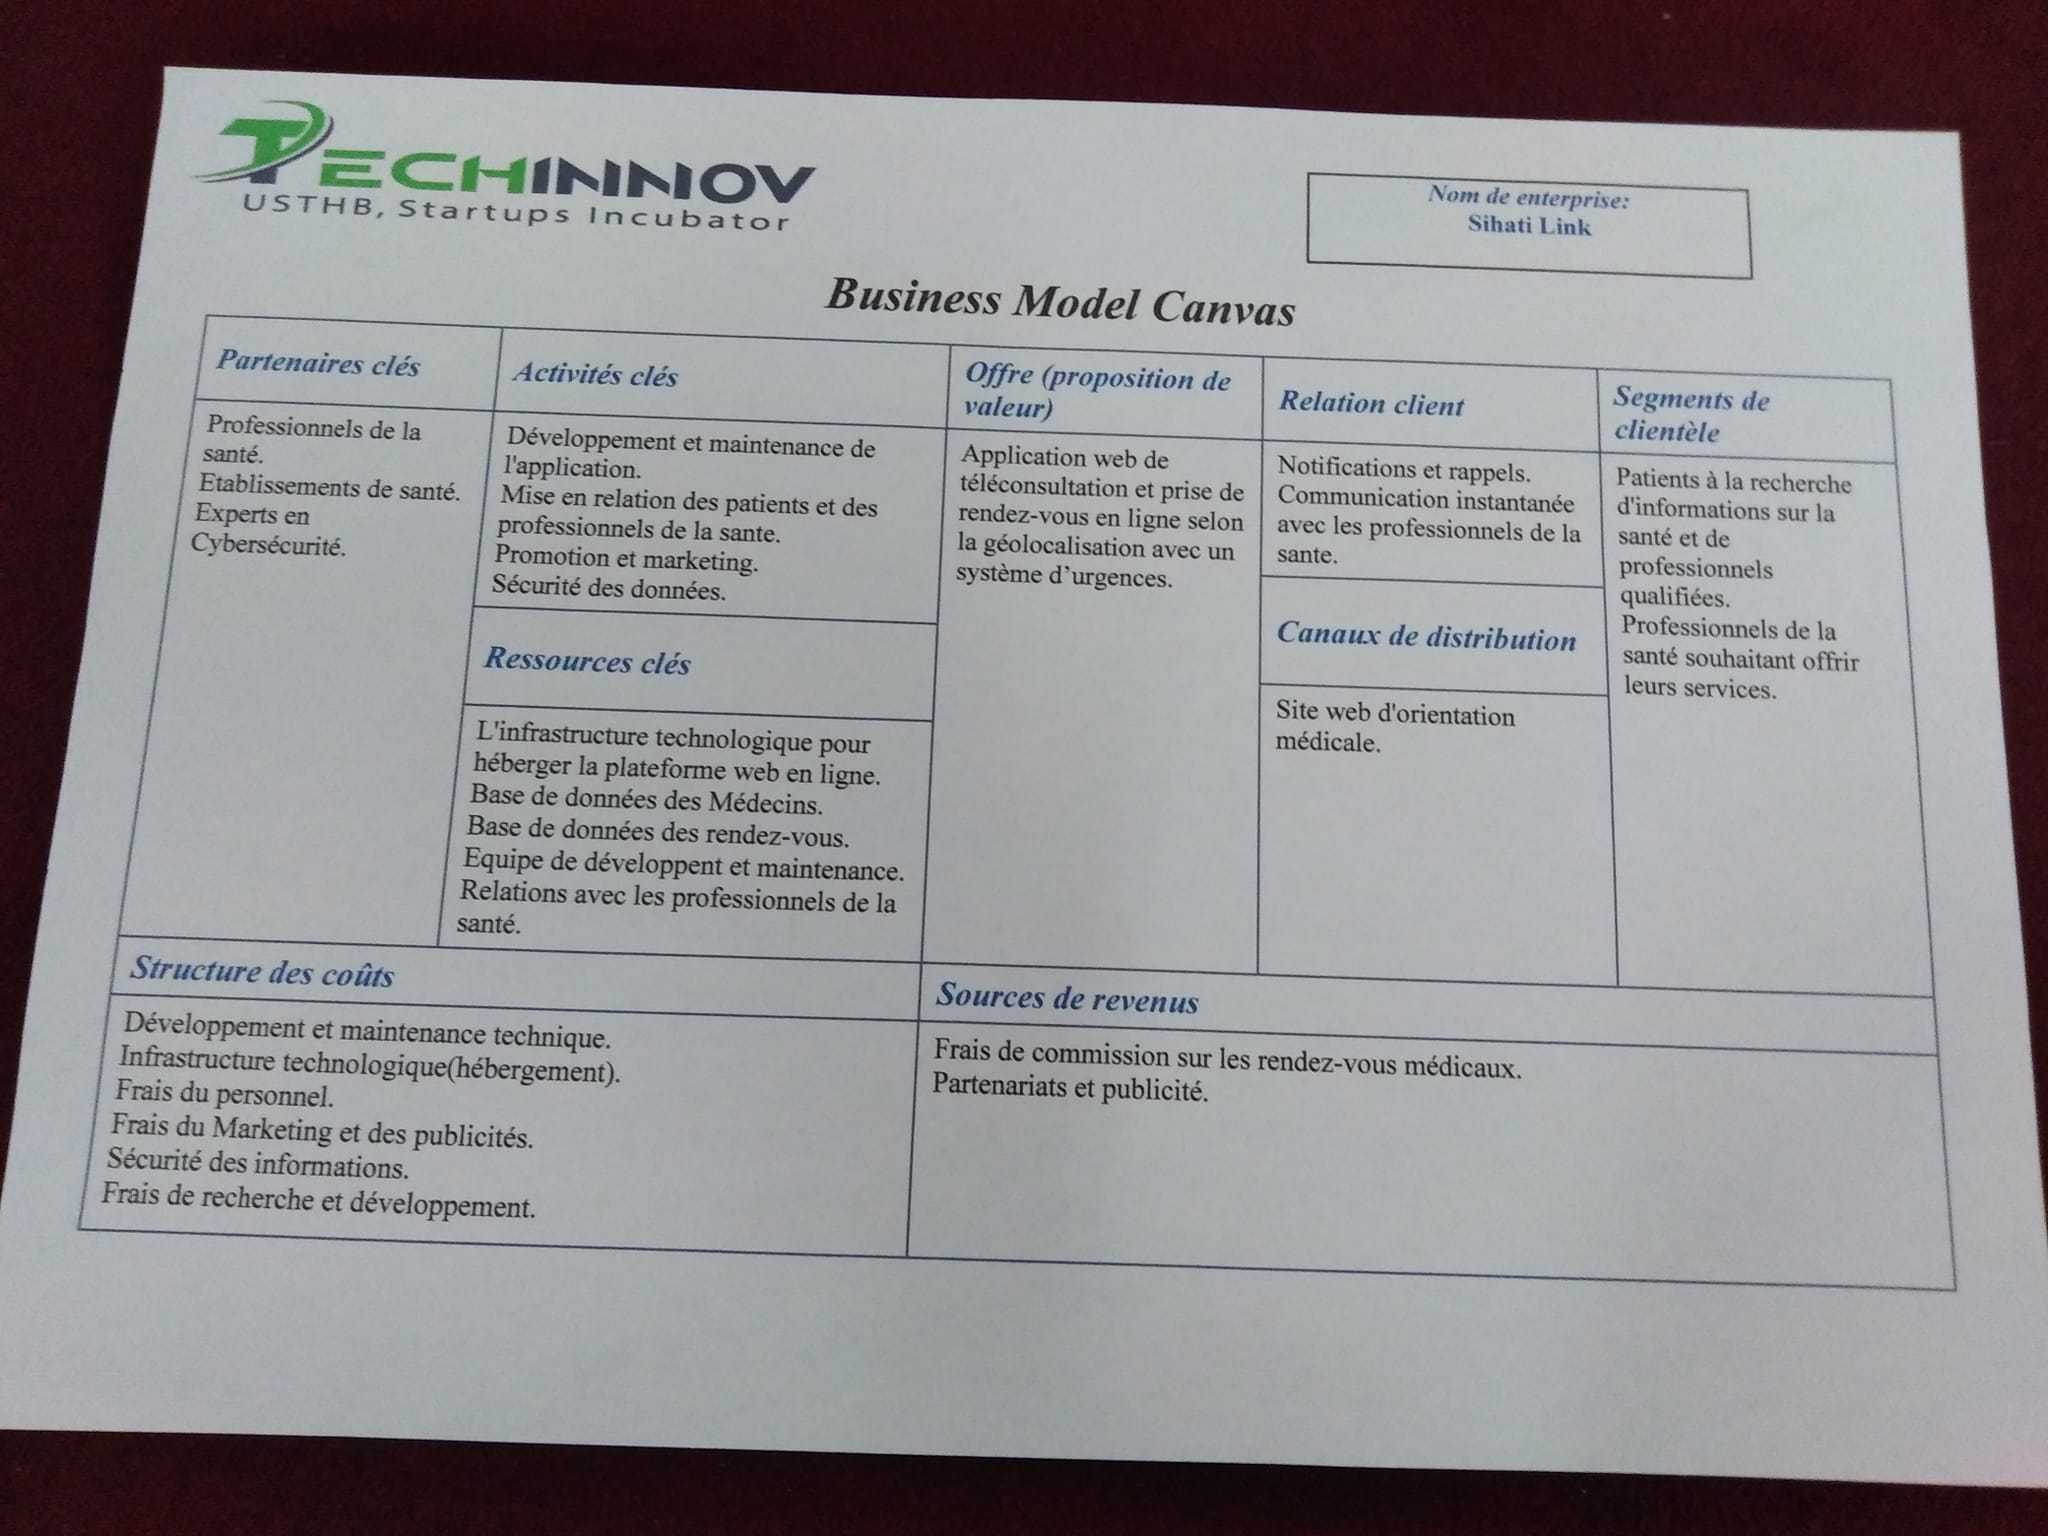 TECHINNOV
USTHB, Startups Incubator
Nom de enterprise:
Sihati Link
Business Model Canvas
Partenaires clés
Professionnels de la
santé.
Etablissements de santé.
Experts en
Cybersécurité.
Activités clés
Développement et maintenance de
l'application.
Mise en relation des patients et des
professionnels de la sante.
Promotion et marketing.
Sécurité des données.
Ressources clés
L'infrastructure technologique pour
héberger la plateforme web en ligne.
Base de données des Médecins.
Base de données des rendez-vous.
Equipe de développent et maintenance.
Relations avec les professionnels de la
santé.
Offre (proposition de
valeur)
Application web de
téléconsultation et prise de
rendez-vous en ligne selon
la géolocalisation avec un
système d’urgences.
Relation client
Notifications et rappels.
Communication instantanée
avec les professionnels de la
sante.
Canaux de distribution
Site web d'orientation
médicale.
Segments de
clientèle
Patients à la recherche
d'informations sur la
santé et de
professionnels
qualifiées.
Professionnels de la
santé souhaitant offrir
leurs services.
Structure des coûts
Développement et maintenance technique.
Infrastructure technologique(hébergement).
Frais du personnel.
Frais du Marketing et des publicités.
Sécurité des informations.
Frais de recherche et développement.
Sources de revenus
Frais de commission sur les rendez-vous médicaux.
Partenariats et publicité.